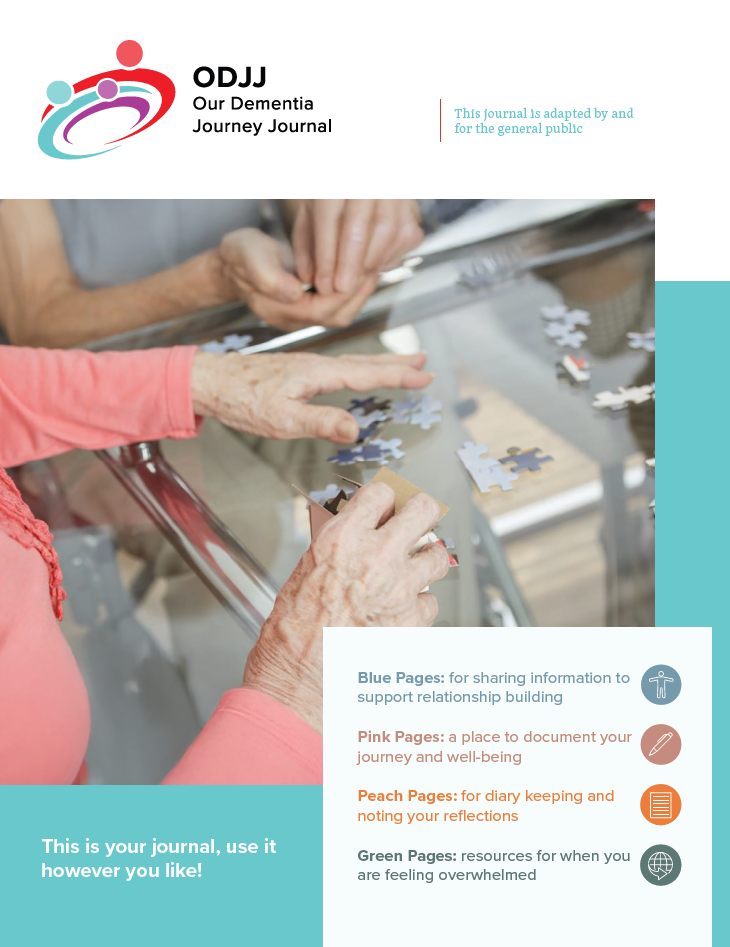 ODJJ
Our Dementia
Journey Journal
This journal is adapted by and
for the general public
Blue Pages: for sharing information to
support relationship building
Pink Pages: a place to document your
journey and well-being
Peach Pages: for diary keeping and
noting your reflections
Green Pages: resources for when you
are feeling overwhelmed
This is your journal, use it
however you like!